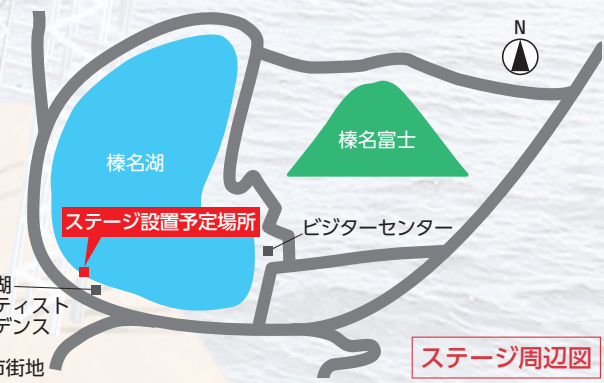 N
榛名富士
榛名湖
ステージ設置予定場所
ビジターセンター
湖
ティスト
デンス
市街地
ステージ周辺図